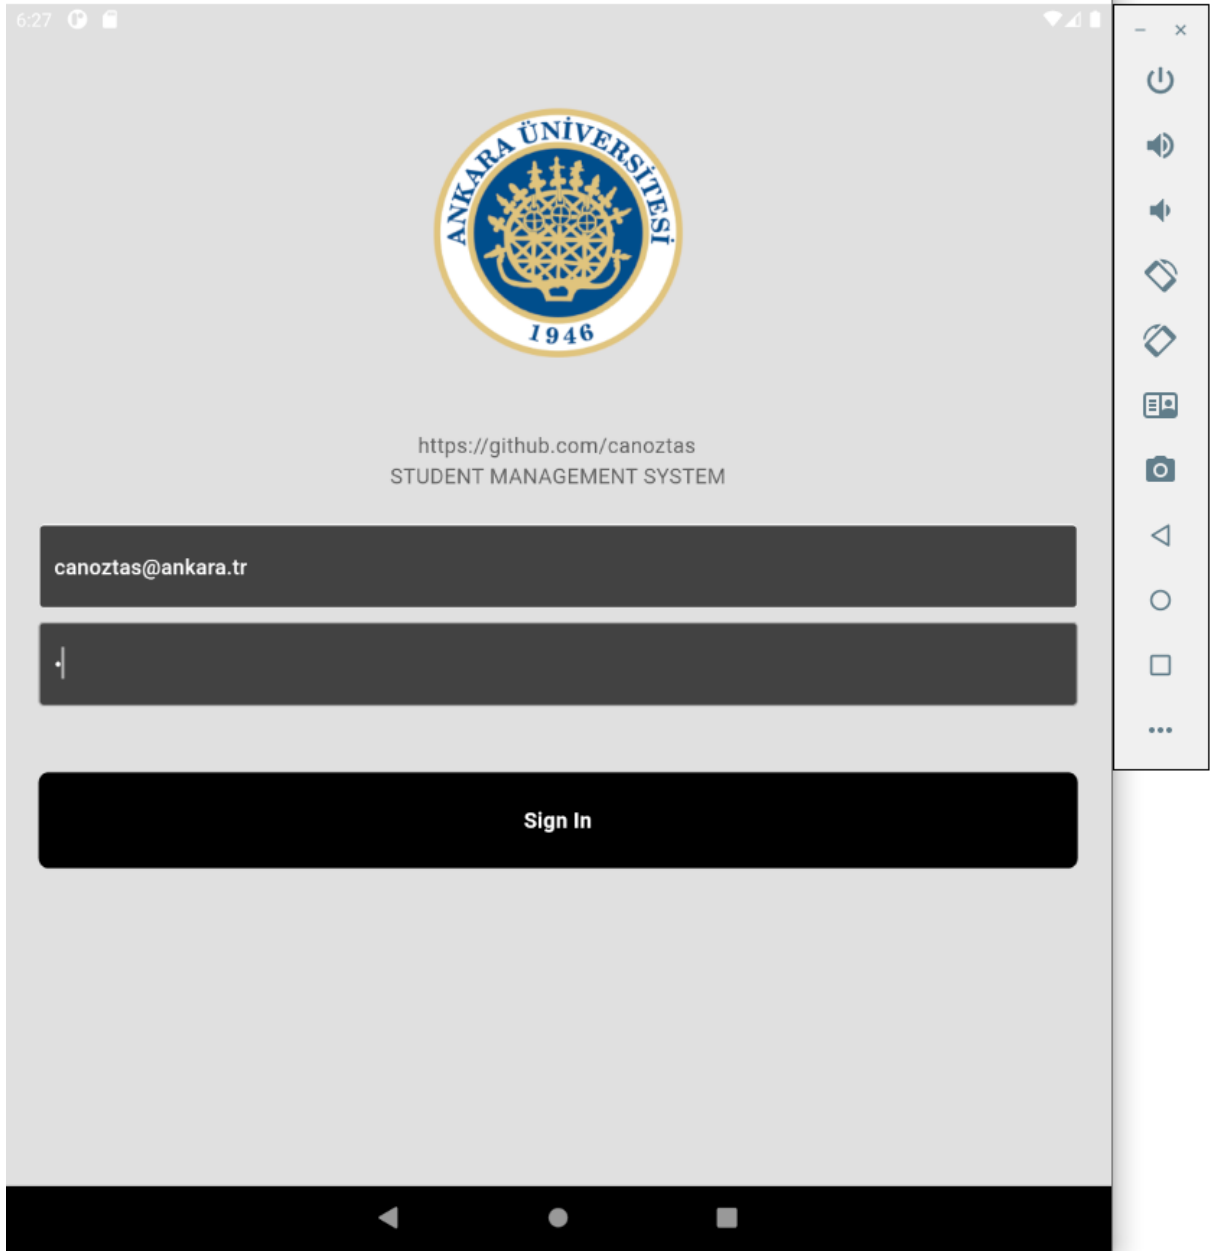 6:27
ANKARA ÜNİVERSİTESİ
1946
https://github.com/canoztas
STUDENT MANAGEMENT SYSTEM
canoztas@ankara.tr
Sign In